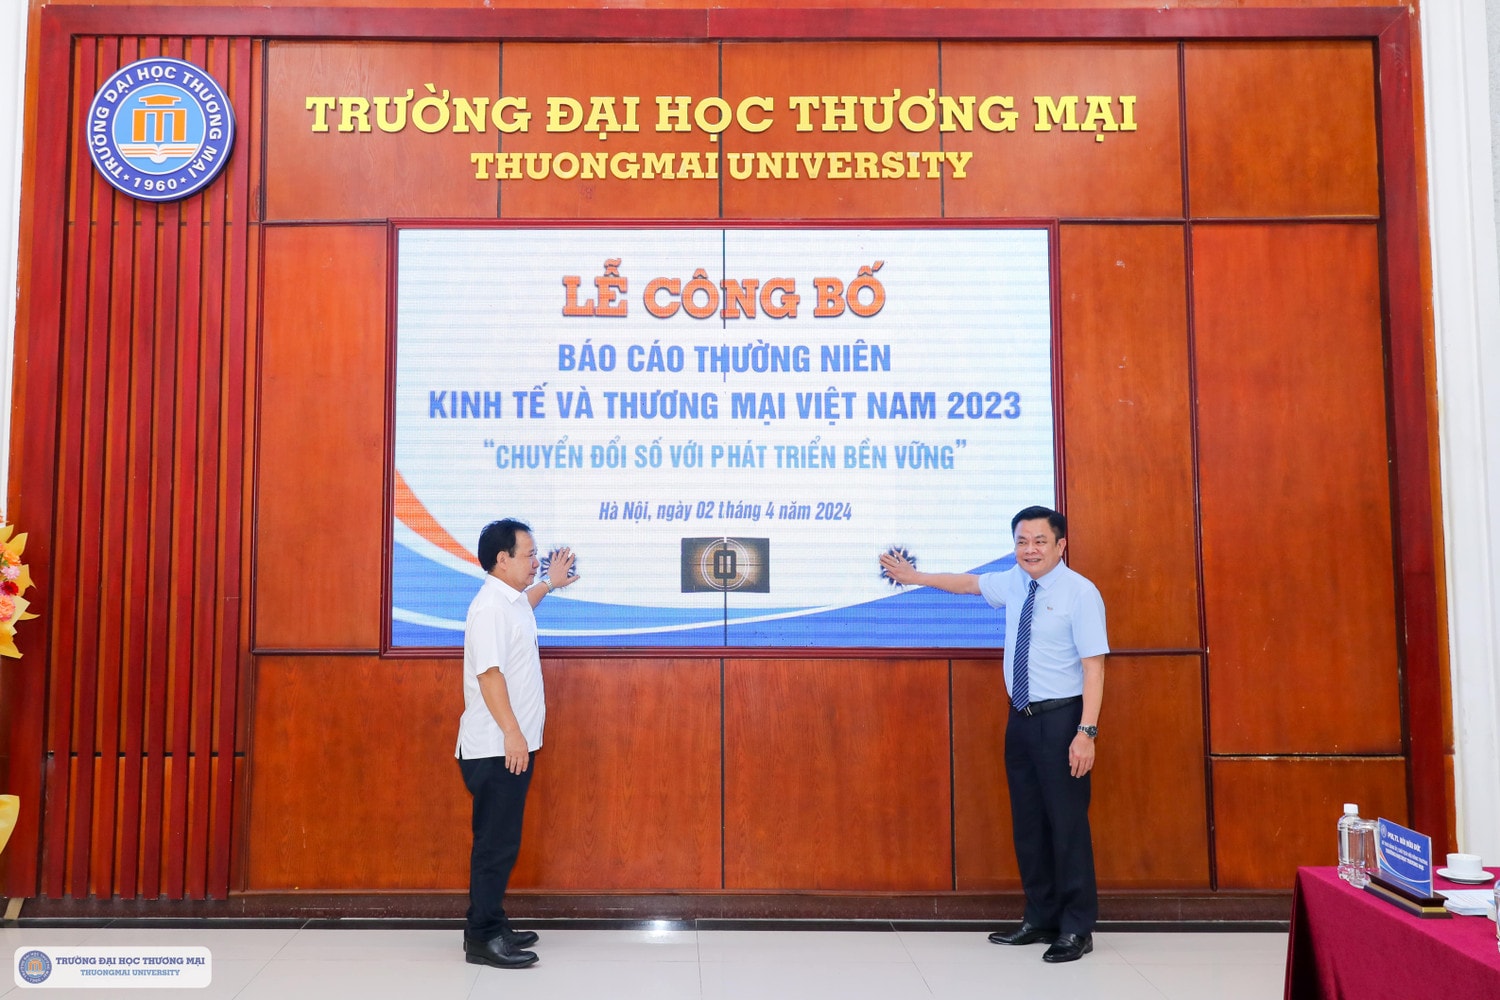 TRƯỜNG ĐẠI HỌC THƯƠNG MẠI
1960
TRƯỜNG ĐẠI HỌC THƯƠNG MẠI
THUONGMAI UNIVERSITY
LỄ CÔNG BỐ
BÁO CÁO THƯỜNG NIÊN
KINH TẾ VÀ THƯƠNG MẠI VIỆT NAM 2023
“CHUYỂN ĐỔI SỐ VỚI PHÁT TRIỂN BỀN VỮNG”
Hà Nội, ngày 02 tháng 4 năm 2024
TRƯỜNG ĐẠI HỌC THƯƠNG MẠI
THUONGMAI UNIVERSITY